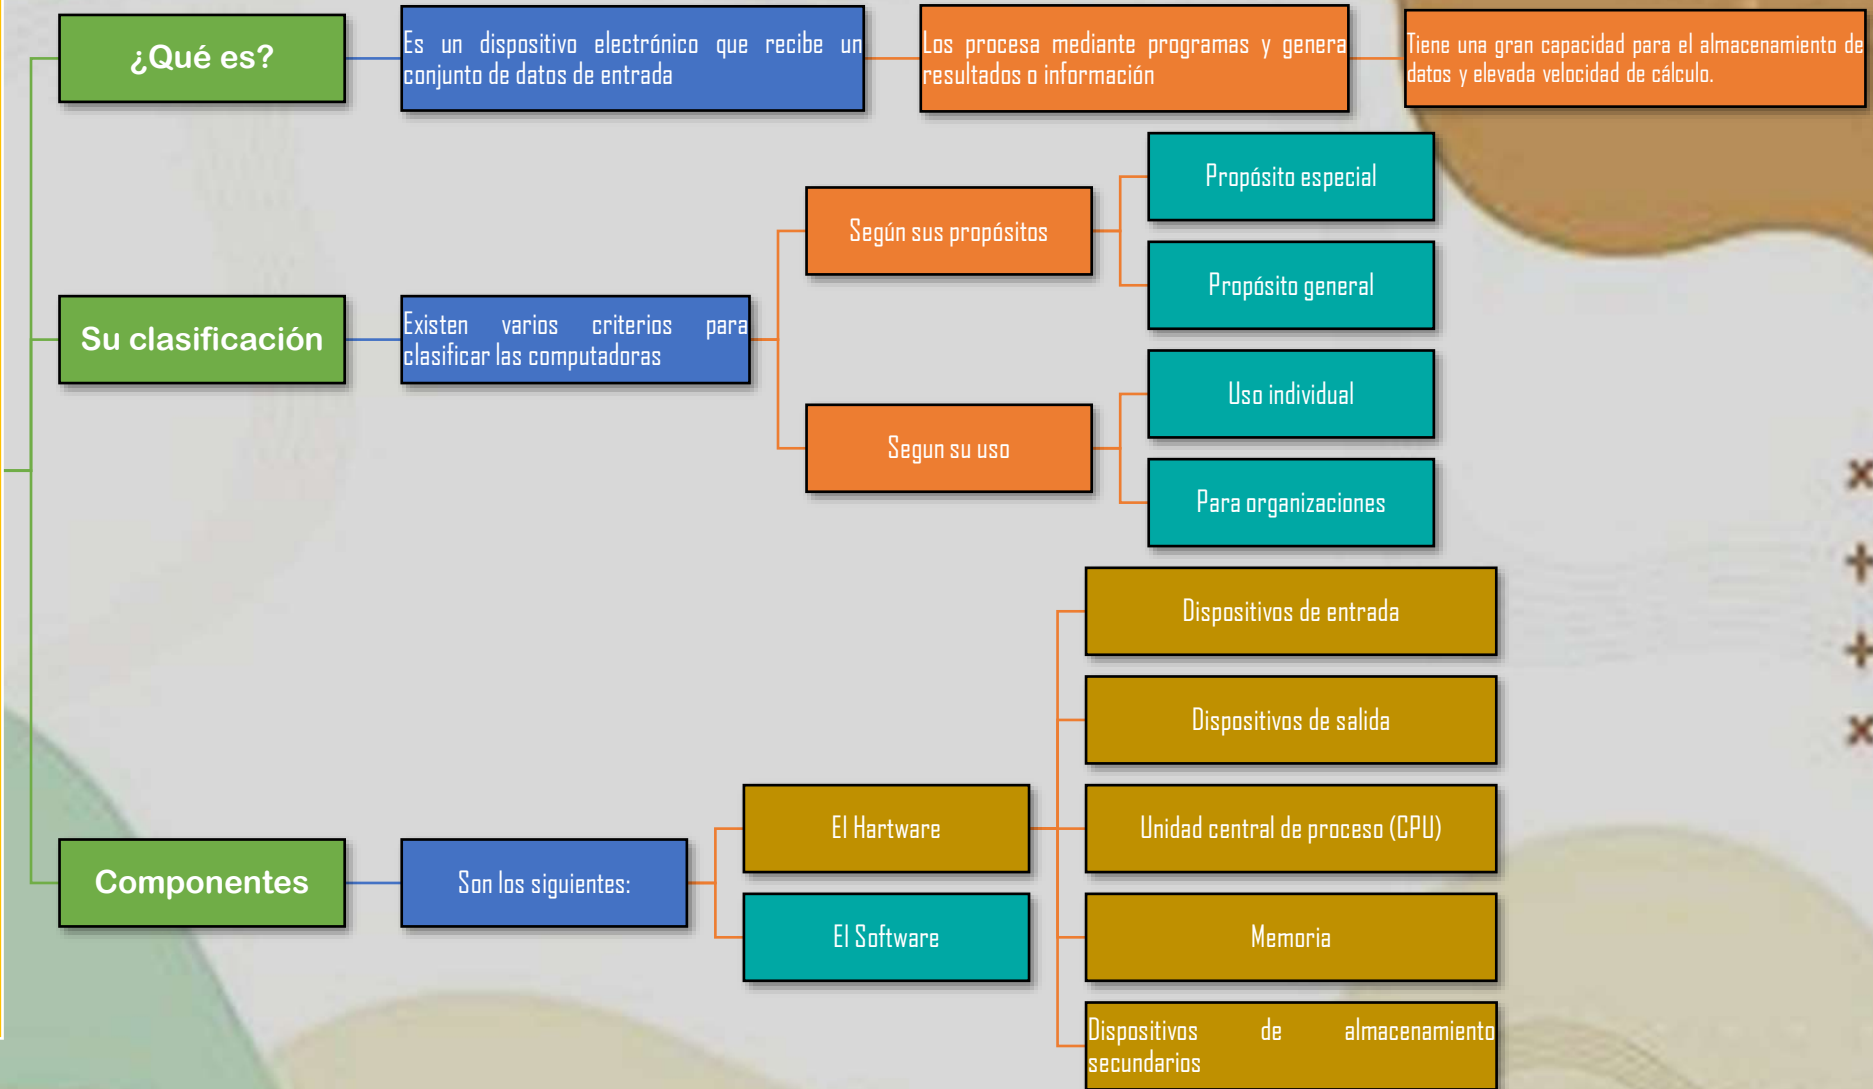 ¿Qué es?
Es un dispositivo electrónico que recibe un
conjunto de datos de entrada
Los procesa mediante programas y genera
resultados o información
Tiene una gran capacidad para el almacenamiento de
datos y elevada velocidad de cálculo.
Su clasificación
Existen varios criterios para
clasificar las computadoras
Según sus propósitos
Propósito especial
Propósito general
Segun su uso
Uso individual
Para organizaciones
Componentes
Son los siguientes:
El Hartware
Dispositivos de entrada
Dispositivos de salida
Unidad central de proceso (CPU)
Memoria
Dispositivos de almacenamiento
secundarios
El Software